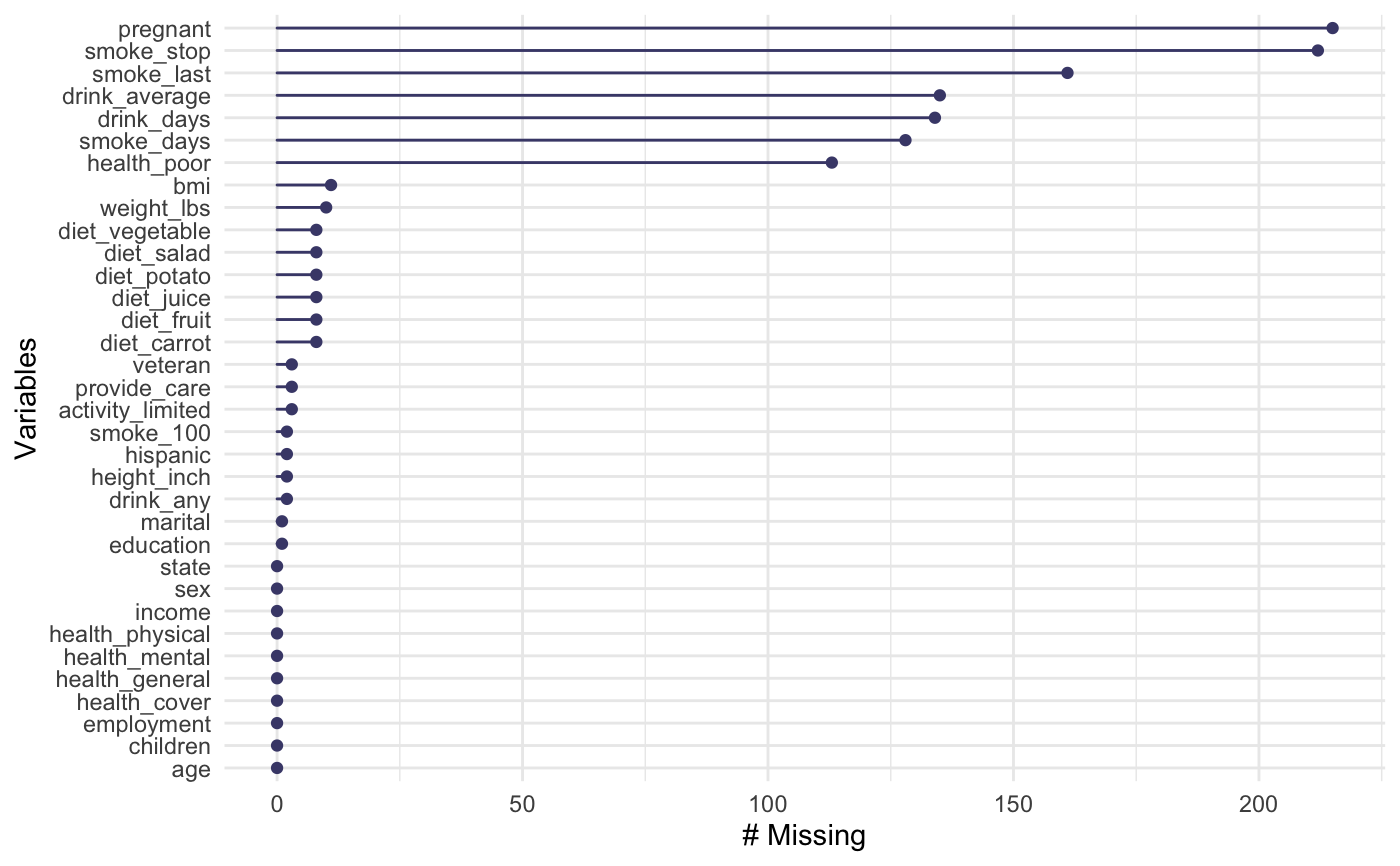 pregnant
smoke_stop
smoke_last
drink_average
drink_days
smoke_days
health_poor
bmi
weight_lbs
diet_vegetable
diet_salad
diet_potato
diet_juice
diet_fruit
diet_carrot
veteran
provide_care
activity_limited
smoke_100
hispanic
height_inch
drink_any
marital
education
state
sex
income
health_physical
health_mental
health_general
health_cover
employment
children
age
Variables
0 50 100 150 200
# Missing